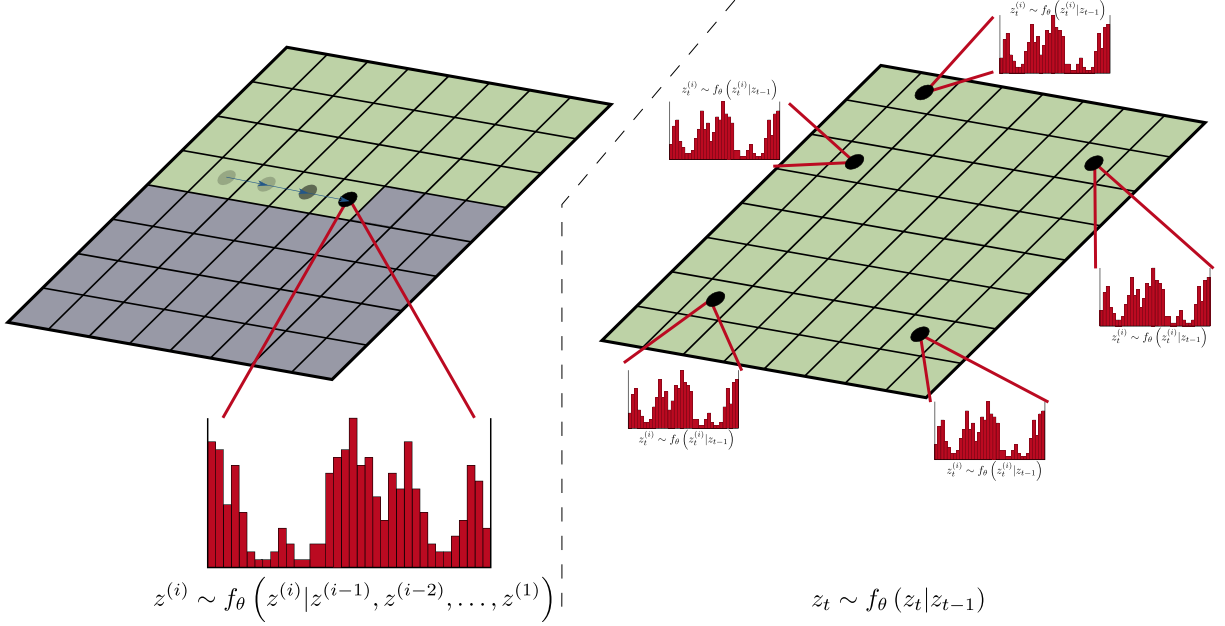 z_t^{(i)} ∼ f_θ (z_t^{(i)}|z_{t−1})
z_t^{(i)} ∼ f_θ (z_t^{(i)}|z_{t−1})
z_t^{(i)} ∼ f_θ (z_t^{(i)}|z_{t−1})
z_t^{(i)} ∼ f_θ (z_t^{(i)}|z_{t−1})
z_t^{(i)} ∼ f_θ (z_t^{(i)}|z_{t−1})
z^{(i)} ∼ f_θ (z^{(i)}|z^{(i−1)}, z^{(i−2)}, . . . , z^{(1)})
z_t ∼ f_θ (z_t|z_{t−1})